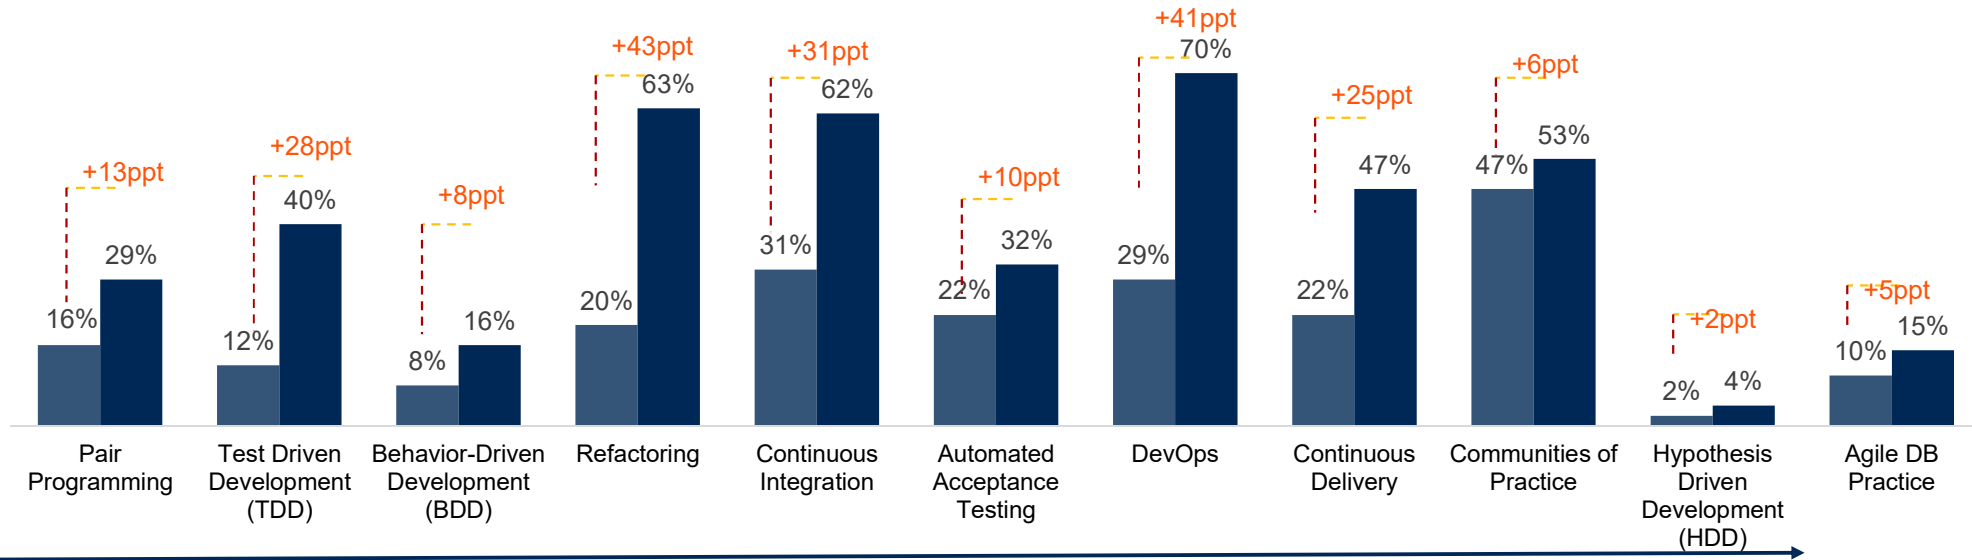 +13ppt
16%
29%
Pair
Programming
+28ppt
12%
40%
Test Driven
Development
(TDD)
+8ppt
8%
16%
Behavior-Driven
Development
(BDD)
+43ppt
20%
63%
Refactoring
+31ppt
31%
62%
Continuous
Integration
+10ppt
22%
32%
Automated
Acceptance
Testing
+41ppt
29%
70%
DevOps
+25ppt
22%
47%
Continuous
Delivery
+6ppt
47%
53%
Communities of
Practice
+2ppt
2%
4%
Hypothesis
Driven
Development
(HDD)
+5ppt
10%
15%
Agile DB
Practice